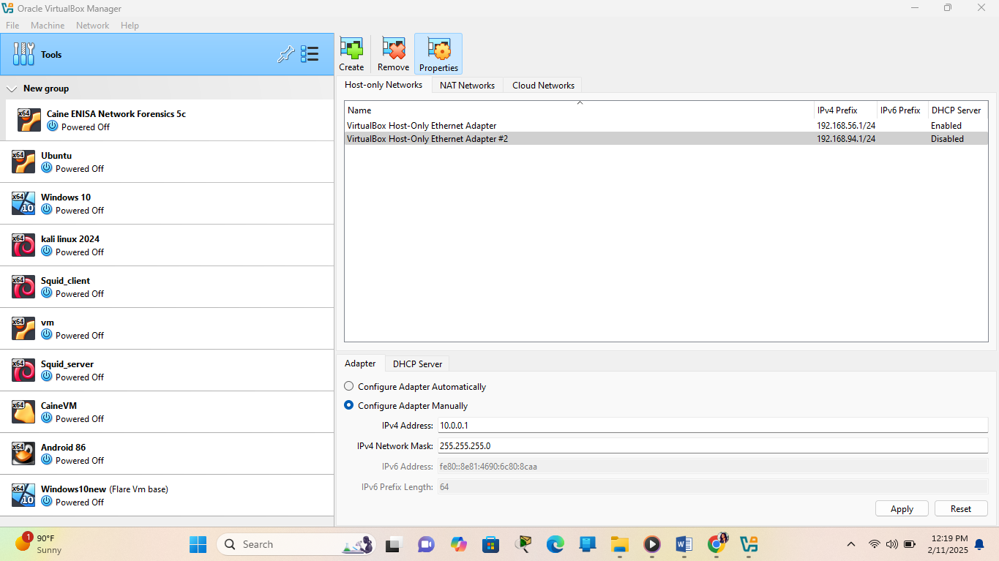 Oracle VirtualBox Manager
File Machine Network Help
Tools
New group
x64 Caine ENISA Network Forensics 5c
Powered Off
x64 Ubuntu
Powered Off
x64 Windows 10
10 Powered Off
x64 kali linux 2024
Powered Off
x64 Squid_client
Powered Off
x64 vm
Powered Off
x64 Squid_server
Powered Off
x64 CaineVM
Powered Off
x64 Android 86
Powered Off
x64 Windows10new (Flare Vm base)
10 Powered Off
Create Remove Properties
Host-only Networks NAT Networks Cloud Networks
Name IPv4 Prefix IPv6 Prefix DHCP Server
VirtualBox Host-Only Ethernet Adapter 192.168.56.1/24 Enabled
VirtualBox Host-Only Ethernet Adapter #2 192.168.94.1/24 Disabled
Adapter DHCP Server
Configure Adapter Automatically
Configure Adapter Manually
IPv4 Address: 10.0.0.1
IPv4 Network Mask: 255.255.255.0
IPv6 Address: fe80::8e81:4690:6c80:8caa
IPv6 Prefix Length: 64
Apply Reset
1 90°F
Sunny
Search
12:19 PM
2/11/2025